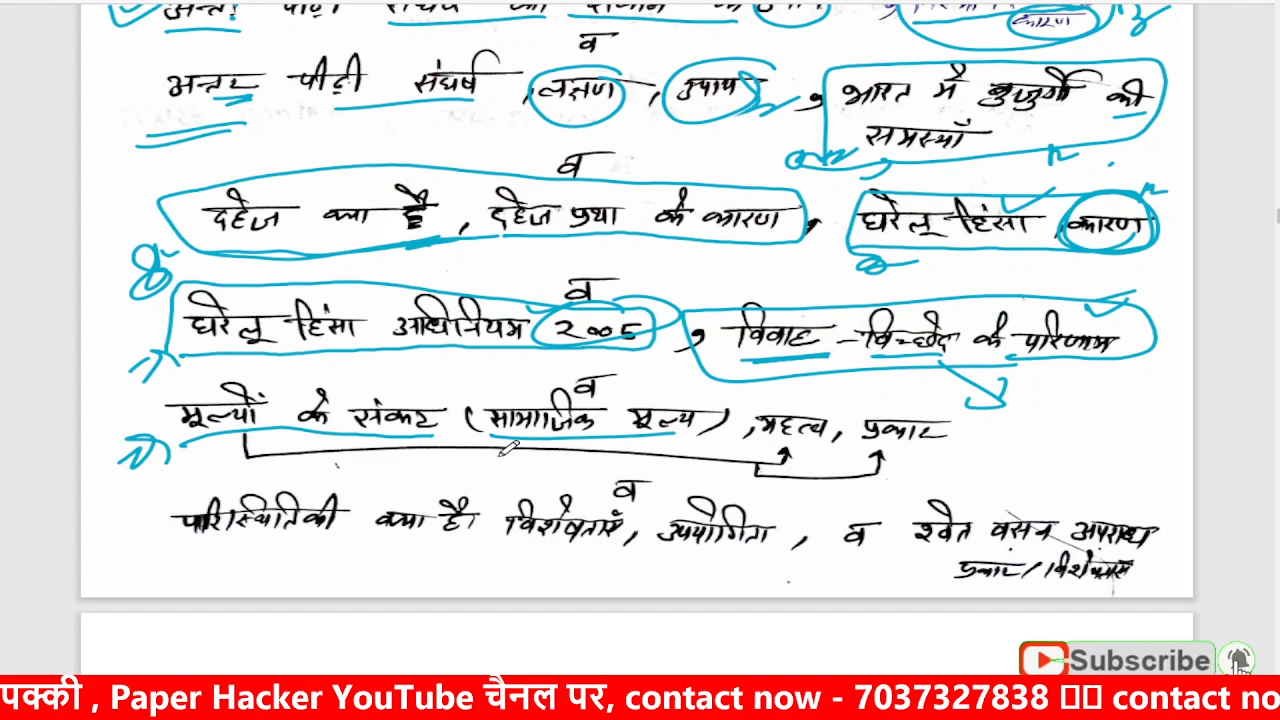 व
अन्तर पीढ़ी संघर्ष, लक्षण, उपाय, भारत में बुजुर्गो की
समस्याँ
व
दहेज क्या है, दहेज प्रथा के कारण, घरेलू हिंसा कारण
व
घरेलू हिंसा अधिनियम 2005, विवाह - विच्छेद के परिणाम
व
मूल्यों के संकट (सामाजिक मूल्य), महत्व, प्रकार
व
पारिस्थितिकी क्या है। विशेषताएँ, उपयोगिता, व श्वेत वसन अपराध
प्रकार / विशेषताएं
Subscribe
पक्की , Paper Hacker YouTube चैनल पर, contact now - 7037327838 contact no